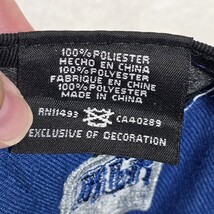 100% POLIESTER
HECHO EN CHINA
100% POLYESTER
FABRIQUE EN CHINE
100% POLYESTER
MADE IN CHINA
RN11493 CA40289
EXCLUSIVE OF DECORATION